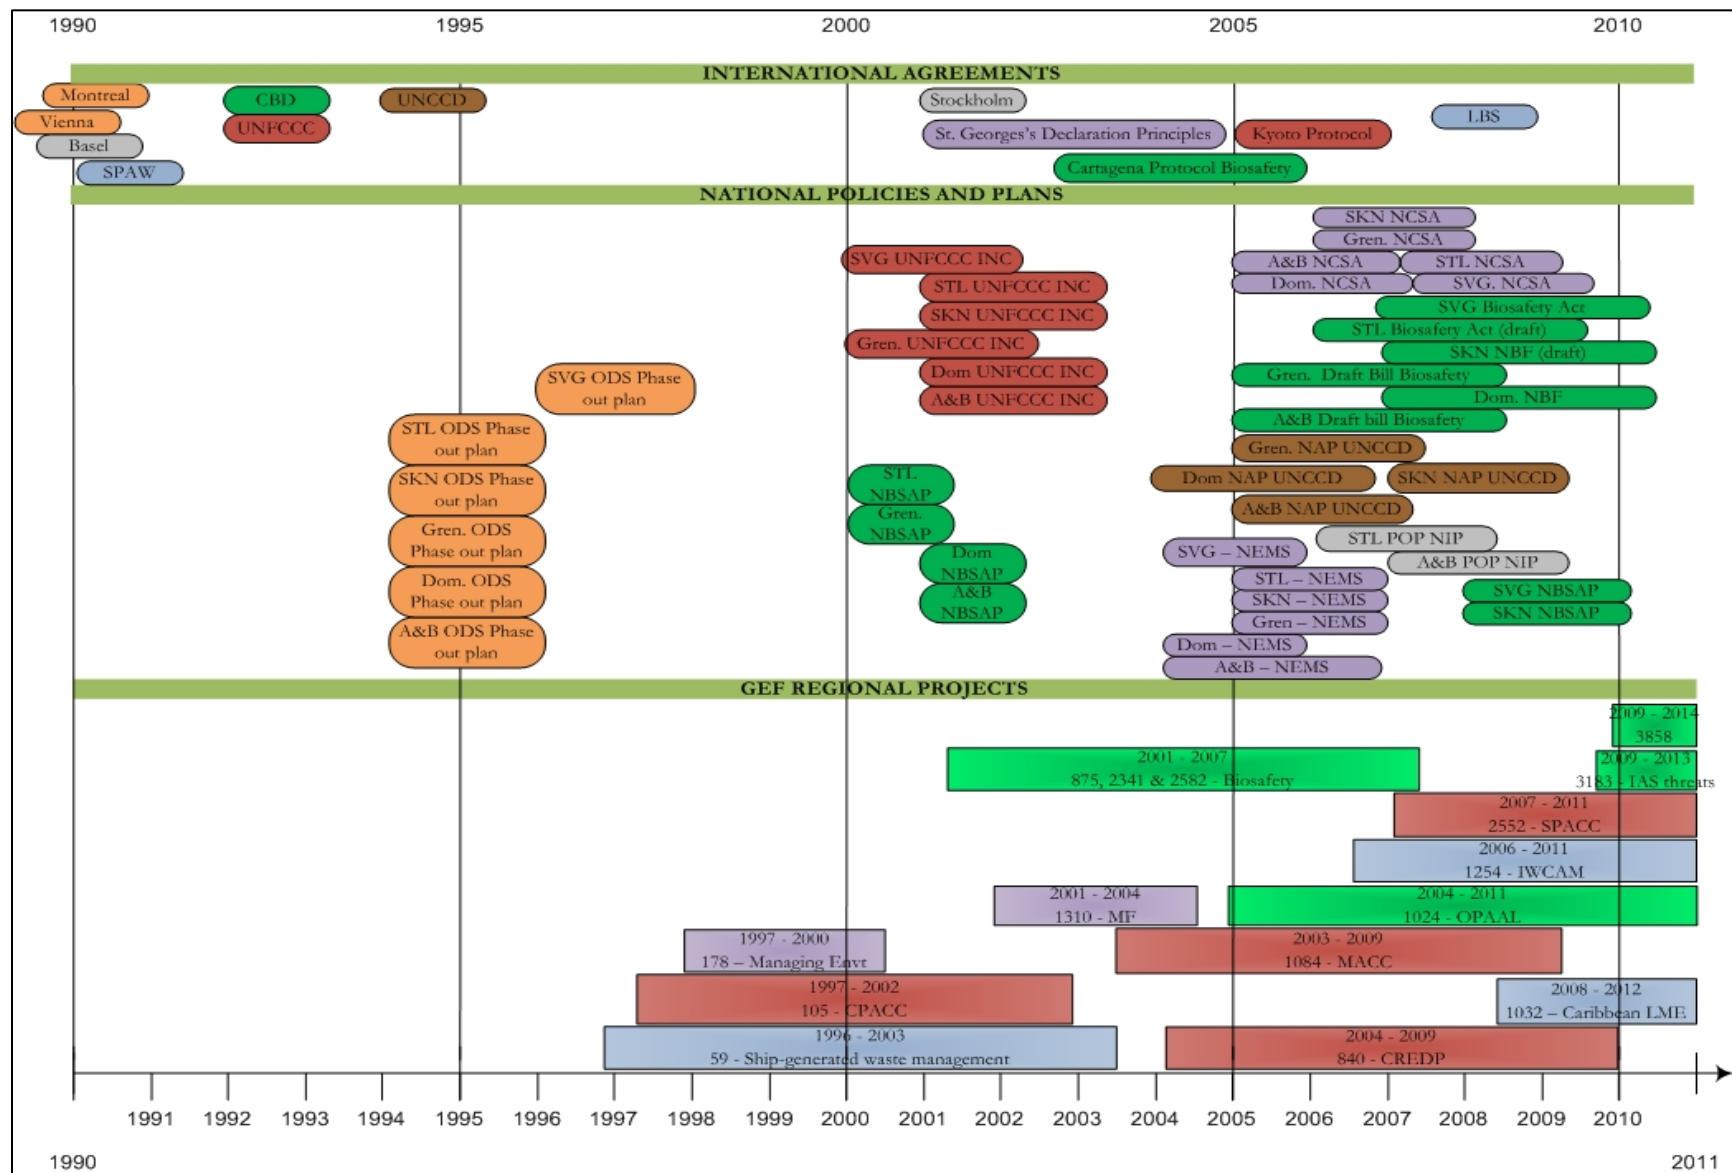 1990 1995 2000 2005 2010
INTERNATIONAL AGREEMENTS
Montreal
CBD
UNCCD
Stockholm
LBS
Vienna
UNFCCC
St. Georges's Declaration Principles
Kyoto Protocol
Basel
SPAW
Cartagena Protocol Biosafety
NATIONAL POLICIES AND PLANS
SKN NCSA
Gren. NCSA
SVG UNFCCC INC
A&B NCSA
STL NCSA
STL UNFCCC INC
Dom. NCSA
SVG. NCSA
SVG Biosafety Act
SKN UNFCCC INC
STL Biosafety Act (draft)
Gren. UNFCCC INC
SKN NBF (draft)
Dom UNFCCC INC
Gren. Draft Bill Biosafety
SVG ODS Phase
out plan
A&B UNFCCC INC
Dom. NBF
A&B Draft bill Biosafety
STL ODS Phase
out plan
Gren. NAP UNCCD
SKN ODS Phase
out plan
STL
NBSAP
Dom NAP UNCCD
SKN NAP UNCCD
Gren.
NBSAP
A&B NAP UNCCD
Gren. ODS
Phase out plan
STL POP NIP
Dom
NBSAP
SVG – NEMS
A&B POP NIP
Dom. ODS
Phase out plan
STL – NEMS
SVG NBSAP
A&B
NBSAP
SKN – NEMS
SKN NBSAP
Gren – NEMS
A&B ODS Phase
out plan
Dom – NEMS
A&B – NEMS
GEF REGIONAL PROJECTS
2009 - 2014
3858
2001 - 2007
875, 2341 & 2582 - Biosafety
2009 - 2013
3183 - IAS threats
2007 - 2011
2552 - SPACC
2006 - 2011
1254 - IWCAM
2001 - 2004
1310 - MF
2004 - 2011
1024 - OPAAL
1997 - 2000
178 – Managing Envt
2003 - 2009
1084 - MACC
1997 - 2002
105 - CPACC
2008 - 2012
1032 – Caribbean LME
1996 - 2003
59 - Ship-generated waste management
2004 - 2009
840 - CREDP
1991 1992 1993 1994 1995 1996 1997 1998 1999 2000 2001 2002 2003 2004 2005 2006 2007 2008 2009 2010
1990 2011